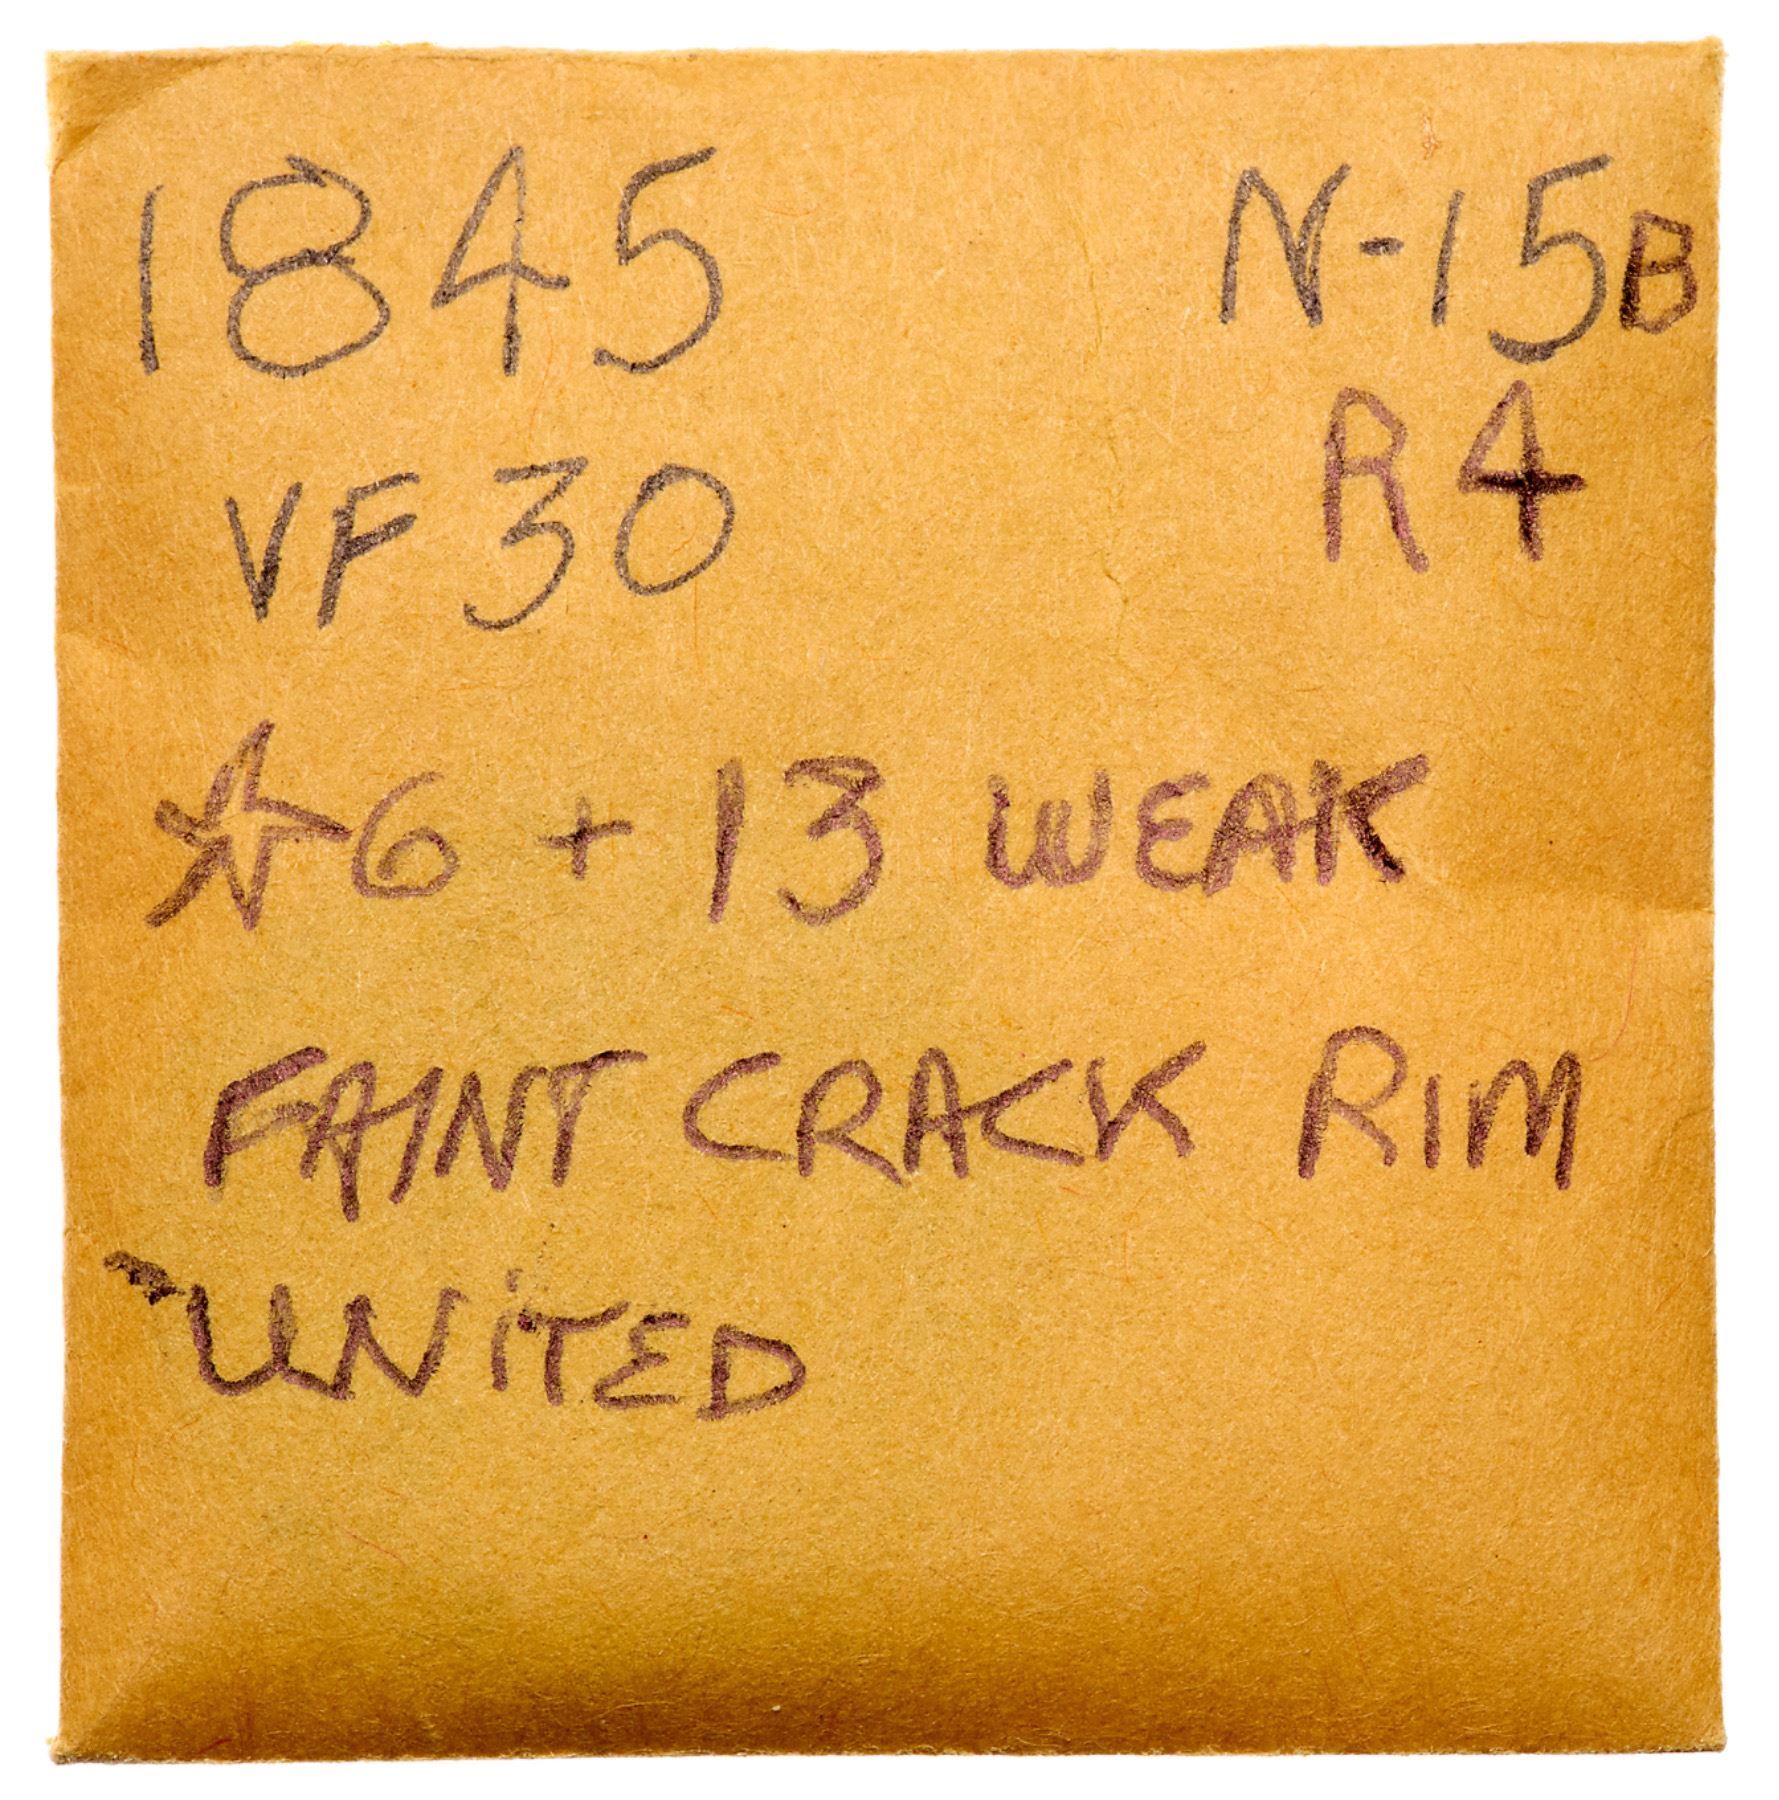 1845 N-15B
VF30 R4
☆6 + 13 WEAK
FAINT CRACK RIM
UNITED